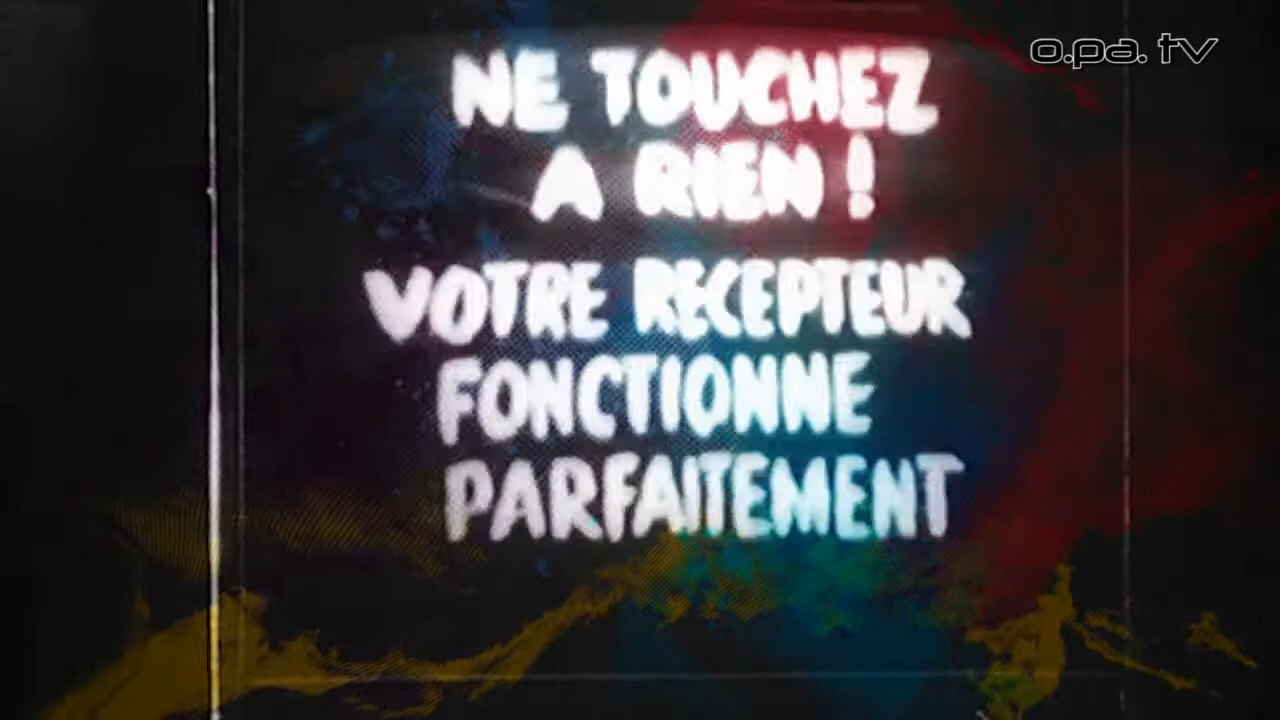 o.pa.tv
NE TOUCHEZ
A RIEN !
VOTRE RECEPTEUR
FONCTIONNE
PARFAITEMENT